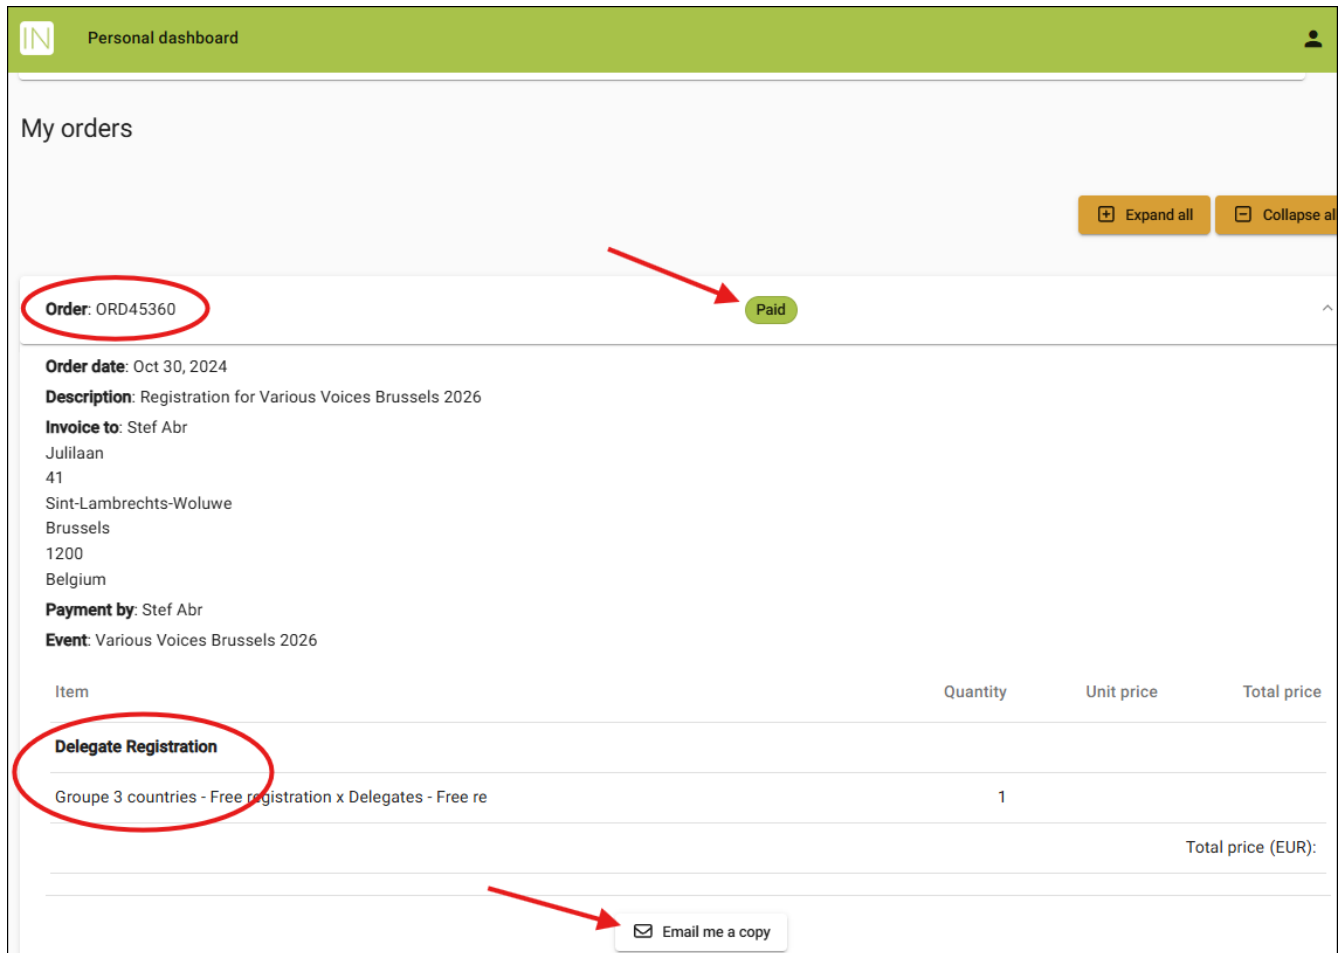 IN Personal dashboard
My orders
Expand all Collapse al
Order: ORD45360 Paid
Order date: Oct 30, 2024
Description: Registration for Various Voices Brussels 2026
Invoice to: Stef Abr
Julilaan
41
Sint-Lambrechts-Woluwe
Brussels
1200
Belgium
Payment by: Stef Abr
Event: Various Voices Brussels 2026
Item Quantity Unit price Total price
Delegate Registration
Groupe 3 countries - Free registration x Delegates - Free re 1
Total price (EUR):
Email me a copy